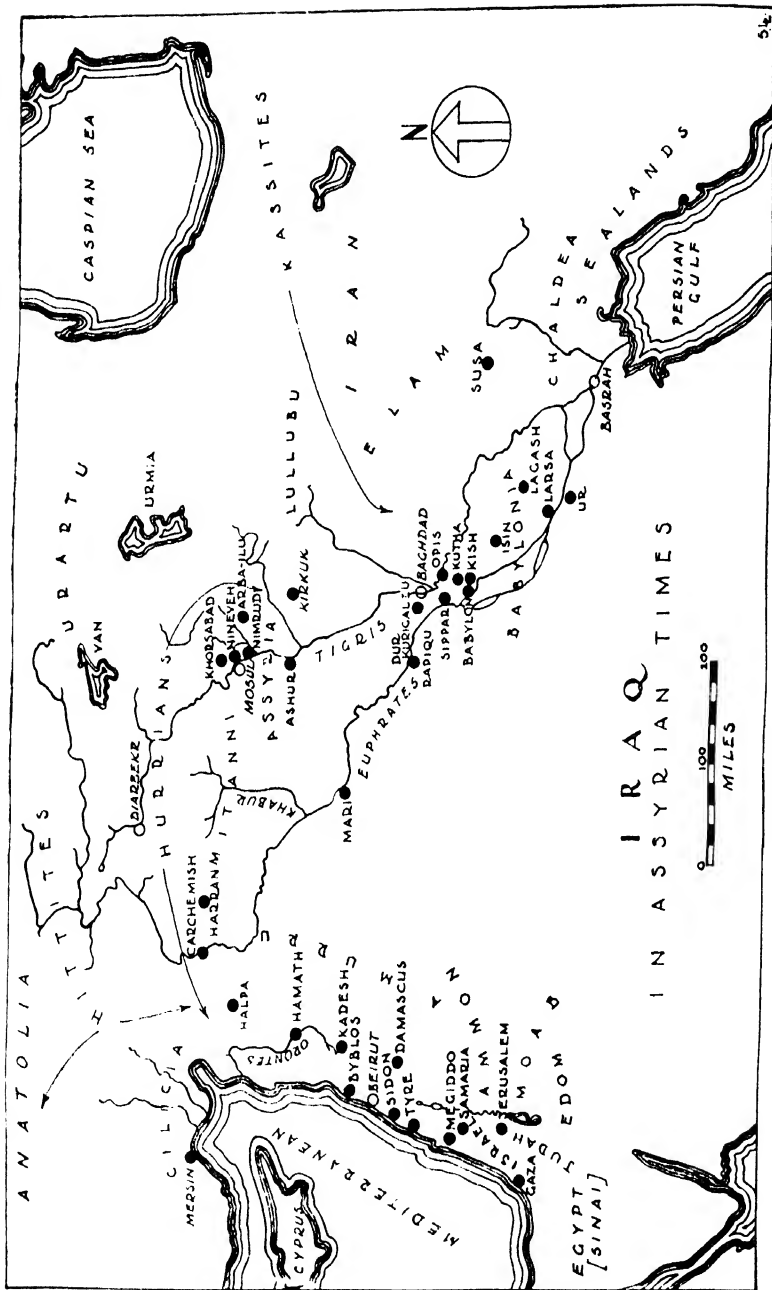 ANATOLIA
HITTITES
URARTU
CASPIAN SEA
VAN
URMIA
DIARBEKR
HURRIANS
CILICIA
MERSIN
CARCHEMISH
HARRAN
MITANNI
KHORSABAD
NINEVEH
MOSUL
NIMRUD
ARBA-ILU
ASSYRIA
LULLUBU
KASSITES
HALPA
KHABUR
ASHUR
KIRKUK
N
CYPRUS
HAMATH
ORONTES
TIGRIS
IRAN
MEDITERRANEAN
KADESH
BYBLOS
MARI
EUPHRATES
OBEIRUT
SIDON
DAMASCUS
TYRE
DUR
KURIGALZU
RAPIQU
BAGHDAD
OPIS
ELAM
MEGIDDO
SAMARIA
ISRAEL
AMMON
SIPPAR
KUTHA
KISH
BABYLON
SUSA
JERUSALEM
JUDAH
MOAB
GAZA
EDOM
BABYLONIA
ISIN
LAGASH
LARSA
UR
CHALDEA
SEALANDS
EGYPT
[SINAI]
BASRAH
PERSIAN
GULF
IRAQ
IN ASSYRIAN TIMES
0 100 200
MILES